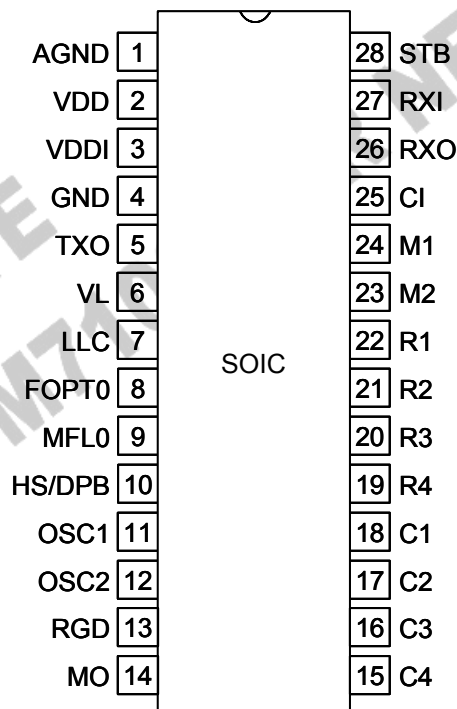 AGND 1 28 STB
VDD 2 27 RXI
VDDI 3 26 RXO
GND 4 25 CI
TXO 5 24 M1
VL 6 23 M2
LLC 7 22 R1
SOIC
FOPT0 8 21 R2
MFL0 9 20 R3
HS/DPB 10 19 R4
OSC1 11 18 C1
OSC2 12 17 C2
RGD 13 16 C3
MO 14 15 C4